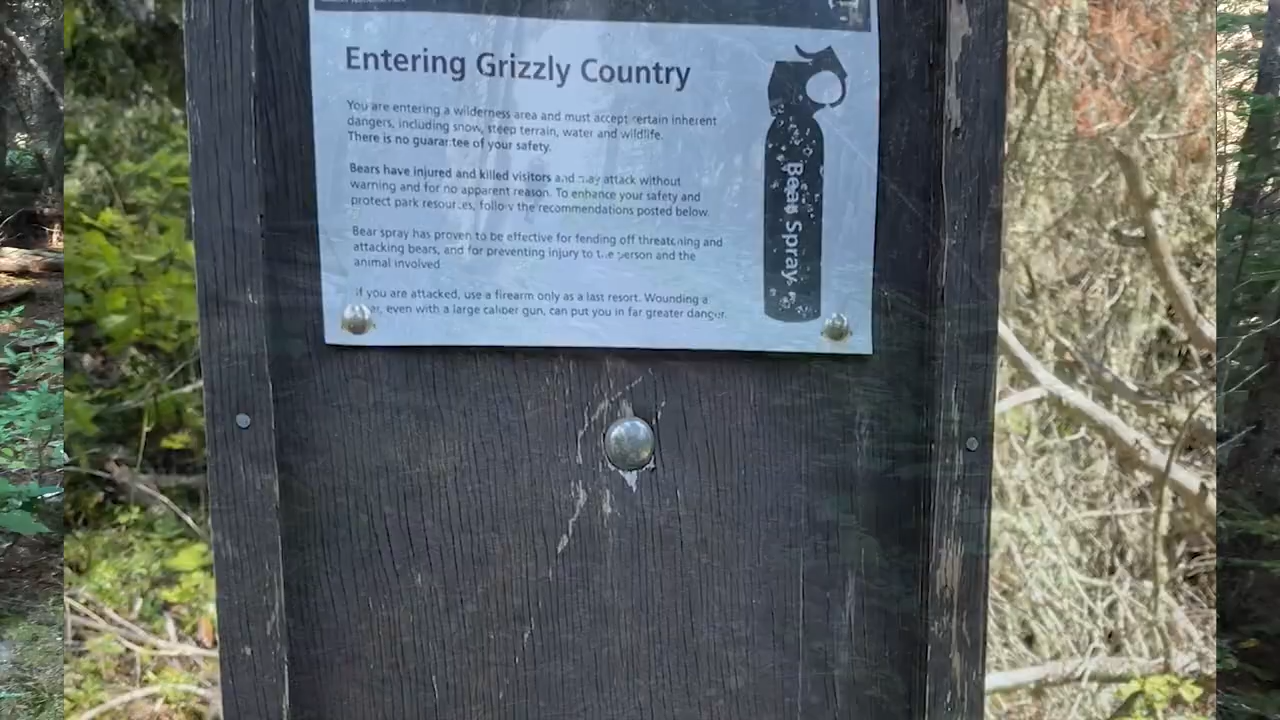 Entering Grizzly Country
You are entering a wilderness area and must accept certain inherent
dangers, including snow, steep terrain, water and wildlife.
There is no guarantee of your safety.
Bears have injured and killed visitors and may attack without
warning and for no apparent reason. To enhance your safety and
protect park resources, follow the recommendations posted below.
Bear spray has proven to be effective for fending off threatening and
attacking bears, and for preventing injury to the person and the
animal involved
If you are attacked, use a firearm only as a last resort. Wounding a
even with a large caliber gun, can put you in far greater danger.
Bear Spray